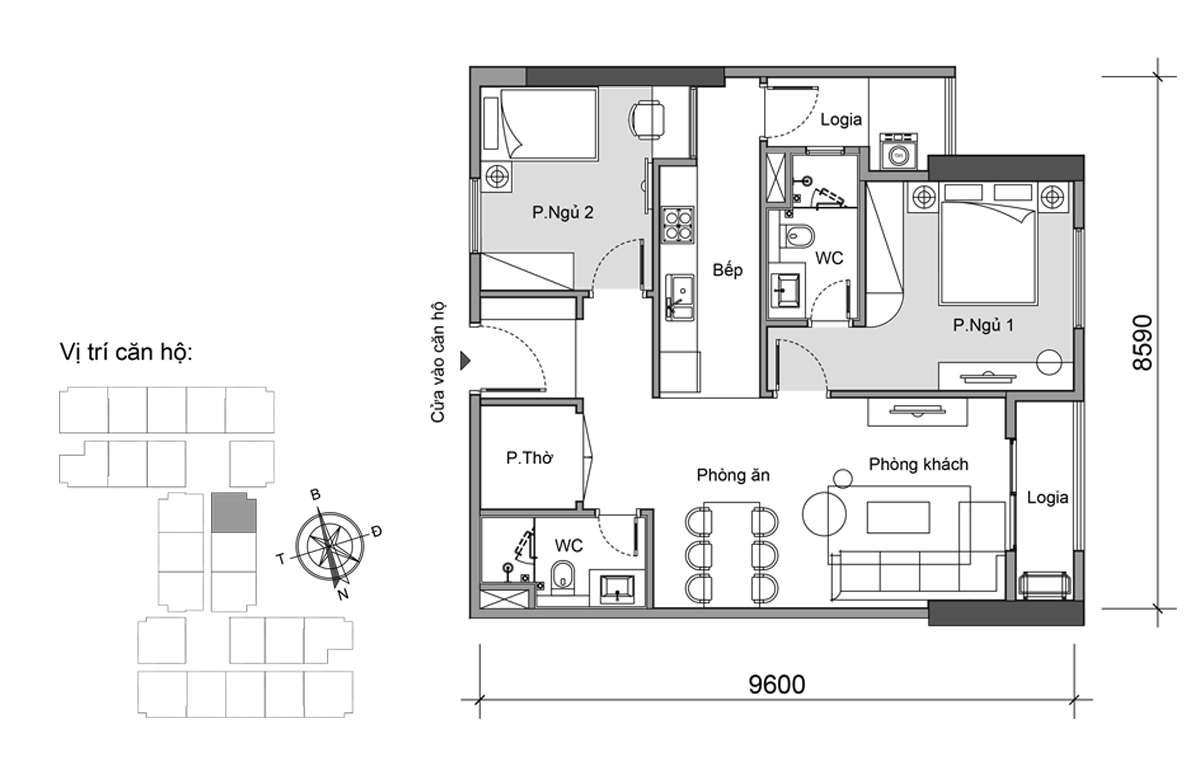 Logia
P.Ngủ 2
WC
Bếp
P.Ngủ 1
Cửa vào căn hộ
8590
Vị trí căn hộ:
P.Thờ
Phòng ăn
Phòng khách
Logia
B
Đ
T
N
WC
9600